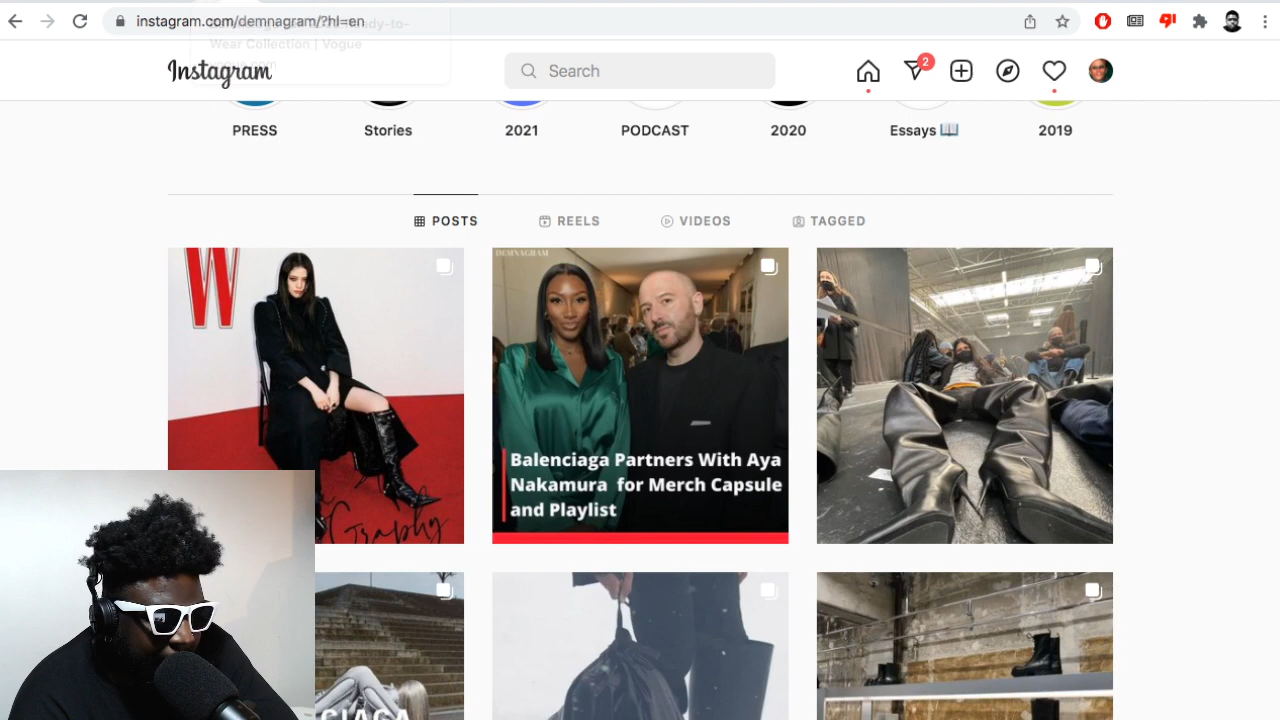 instagram.com/demnagram/?hl=en
Wear Collection | Vogue
Instagram
Search
2
PRESS
Stories
2021
PODCAST
2020
Essays 📖
2019
POSTS
REELS
VIDEOS
TAGGED
W
DEMNAGRAM
Balenciaga Partners With Aya
Nakamura for Merch Capsule
and Playlist